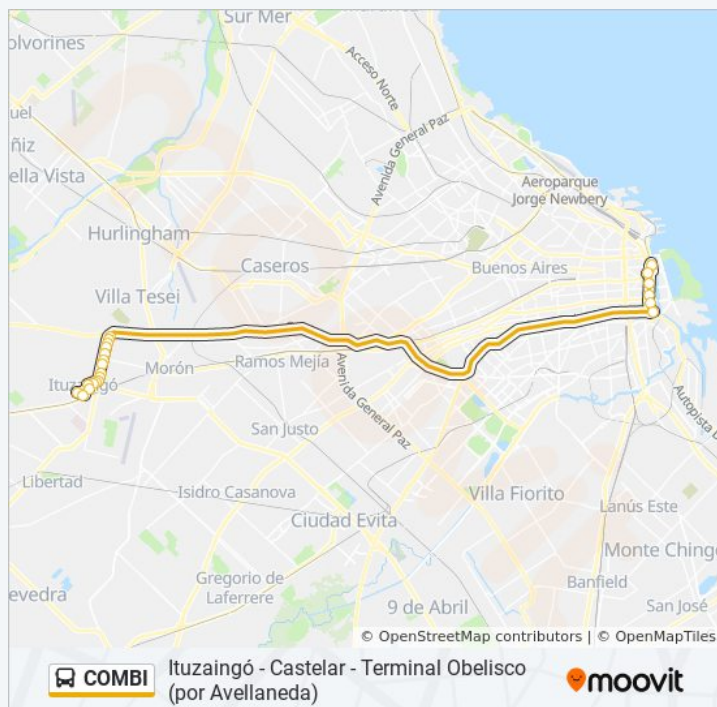 Sur Mer
olvorines
Acceso Norte
uel
ñiz
ella Vista
Avenida General Paz
Aeroparque
Jorge Newbery
Hurlingham
Caseros
Buenos Aires
Villa Tesei
Ituzaingó
Morón
Ramos Mejía
Avenida General Paz
San Justo
Autopista
Libertad
Isidro Casanova
Villa Fiorito
Lanús Este
Ciudad Evita
Monte Ching
Gregorio de
Laferrere
Banfield
evedra
9 de Abril
San José
© OpenStreetMap contributors | © OpenMapTiles
COMBI
Ituzaingó - Castelar - Terminal Obelisco
(por Avellaneda)
moovit